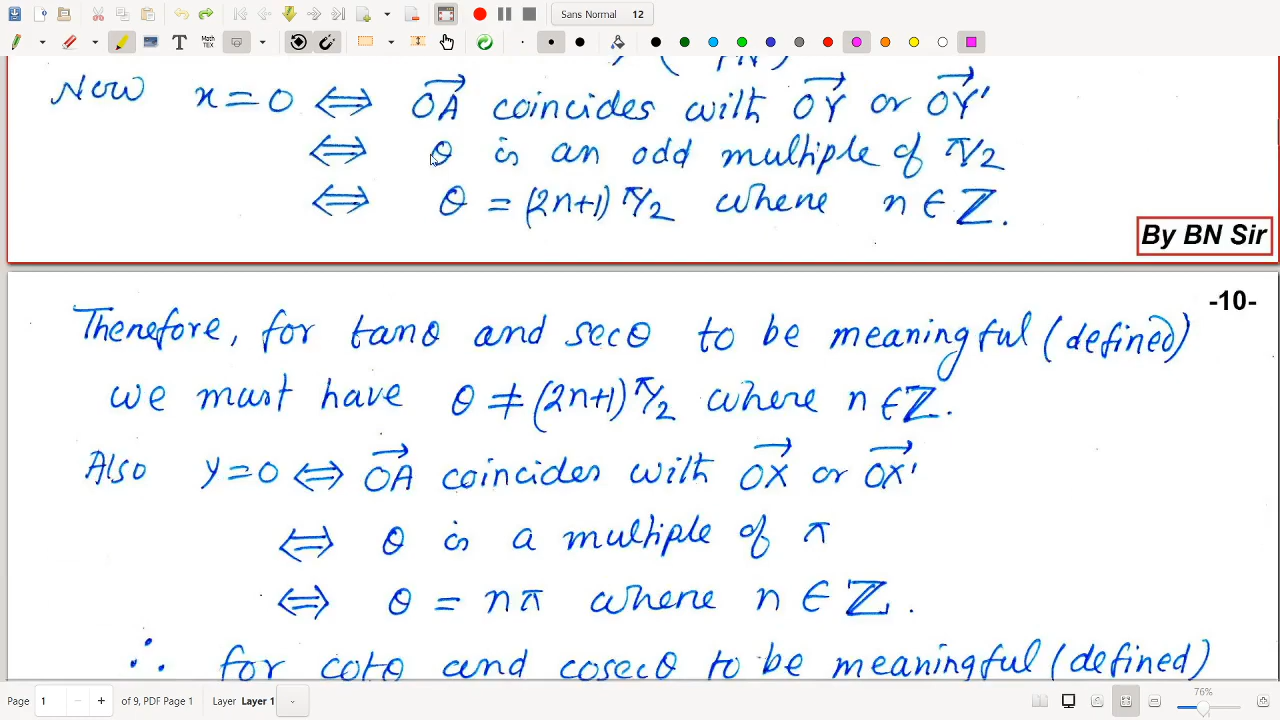 Sans Normal 12
Now x = 0 ⟺ OA→ coincides with OY→ or OY'→
⟺ θ is an odd multiple of π/2
⟺ θ = (2n+1) π/2 where n ∈ ℤ.
By BN Sir
-10-
Therefore, for tanθ and secθ to be meaningful (defined)
we must have θ ≠ (2n+1) π/2 where n ∈ ℤ.
Also y = 0 ⟺ OA→ coincides with OX→ or OX'→
⟺ θ is a multiple of π
⟺ θ = nπ where n ∈ ℤ.
∴ for cotθ and cosecθ to be meaningful (defined)
Page 1 of 9, PDF Page 1 Layer Layer 1 76%